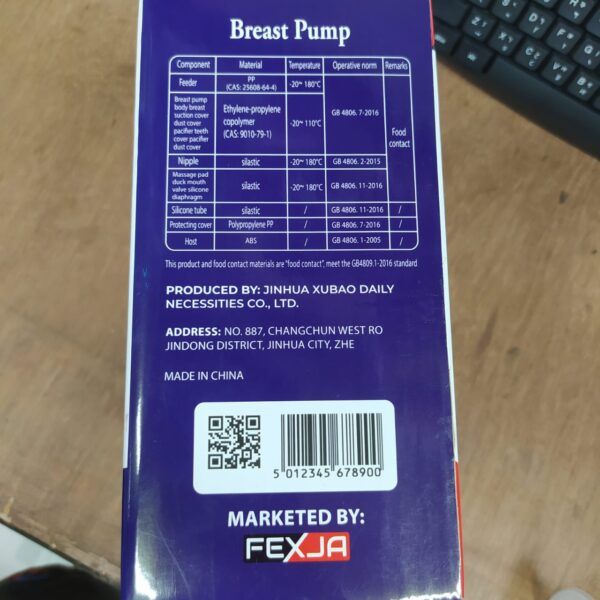 Breast Pump
Component Material Temperature Operative norm Remarks
Feeder PP (CAS: 25608-64-4) -20~ 180°C
Breast pump body breast suction cover dust cover pacifier teeth cover pacifier dust cover Ethylene-propylene copolymer (CAS: 9010-79-1) -20~ 110°C GB 4806. 7-2016 Food contact
Nipple silastic -20~ 180°C GB 4806. 2-2015
Massage pad duck mouth valve silicone diaphragm silastic -20~ 180°C GB 4806. 11-2016
Silicone tube silastic / GB 4806. 11-2016 /
Protecting cover Polypropylene PP / GB 4806. 7-2016 /
Host ABS / GB 4806. 1-2005 /
This product and food contact materials are "food contact", meet the GB4809.1-2016 standard
PRODUCED BY: JINHUA XUBAO DAILY
NECESSITIES CO., LTD.
ADDRESS: NO. 887, CHANGCHUN WEST RO
JINDONG DISTRICT, JINHUA CITY, ZHE
MADE IN CHINA
5 012345 678900
MARKETED BY:
FEXJA